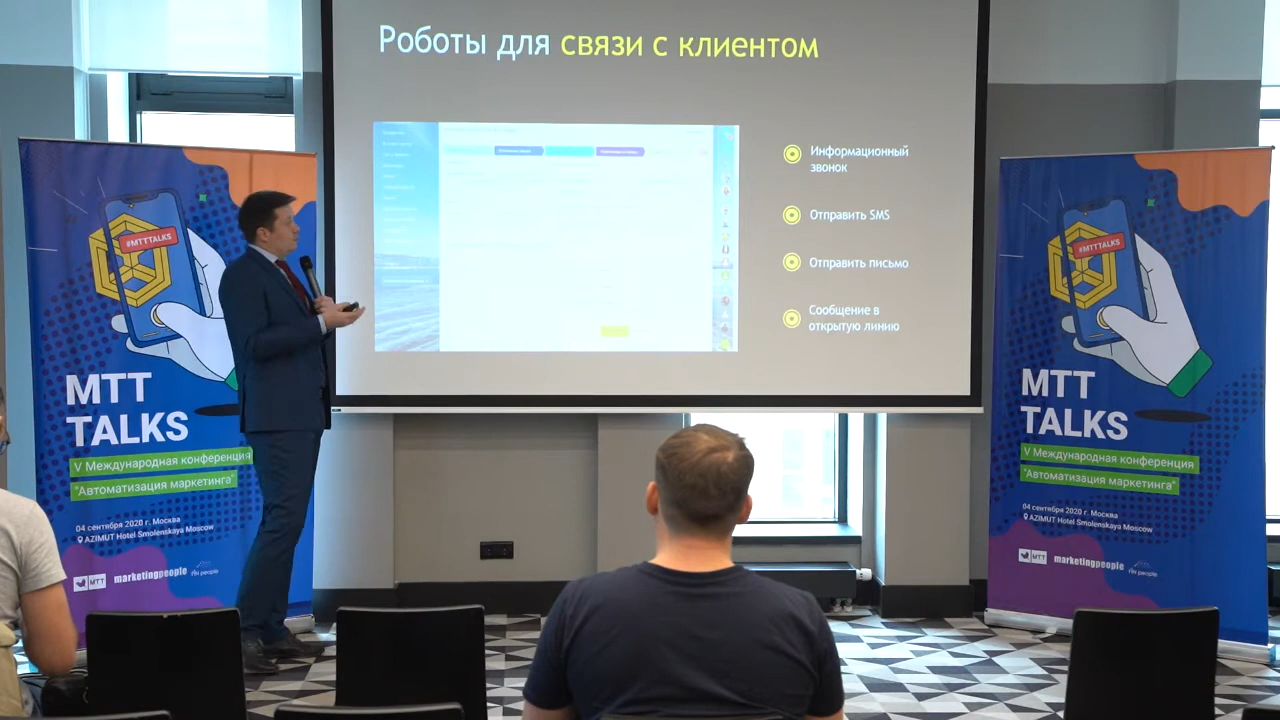 Роботы для связи с клиентом
Информационный
звонок
Отправить SMS
Отправить письмо
Сообщение в
открытую линию
#MTTTALKS
MTT
TALKS
V Международная конференция
"Автоматизация маркетинга"
04 сентября 2020 г. Москва
AZIMUT Hotel Smolenskaya Moscow
MTT
marketingpeople
#MTTTALKS
MTT
TALKS
V Международная конференция
"Автоматизация маркетинга"
04 сентября 2020 г. Москва
AZIMUT Hotel Smolenskaya Moscow
MTT
marketingpeople